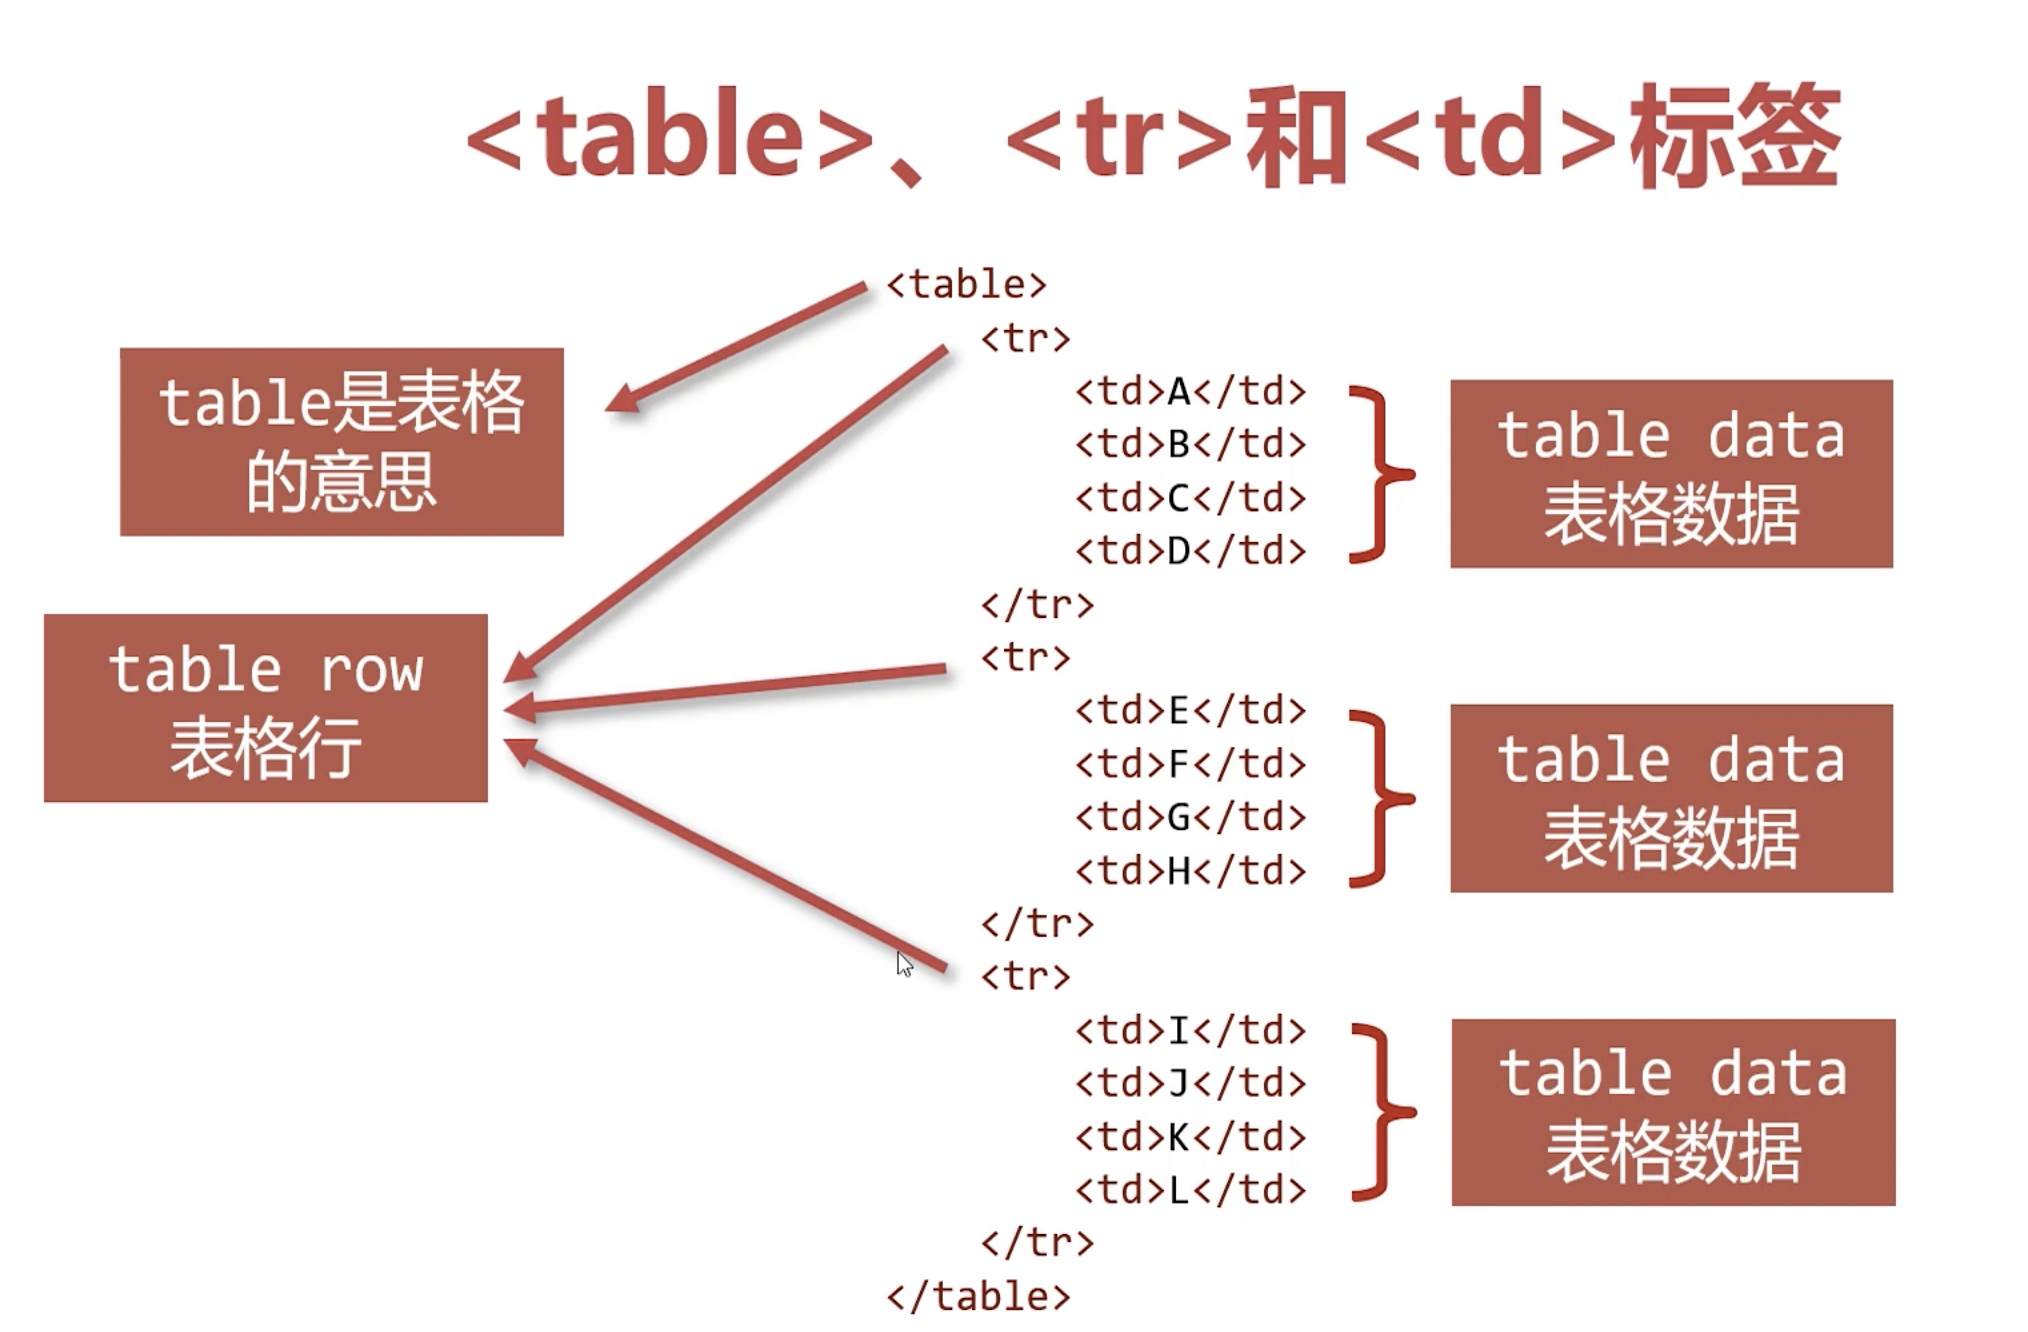 <table>、<tr>和<td>标签
<table>
<tr>
<td>A</td>
<td>B</td>
<td>C</td>
<td>D</td>
</tr>
<tr>
<td>E</td>
<td>F</td>
<td>G</td>
<td>H</td>
</tr>
<tr>
<td>I</td>
<td>J</td>
<td>K</td>
<td>L</td>
</tr>
</table>
table是表格
的意思
table row
表格行
table data
表格数据
table data
表格数据
table data
表格数据